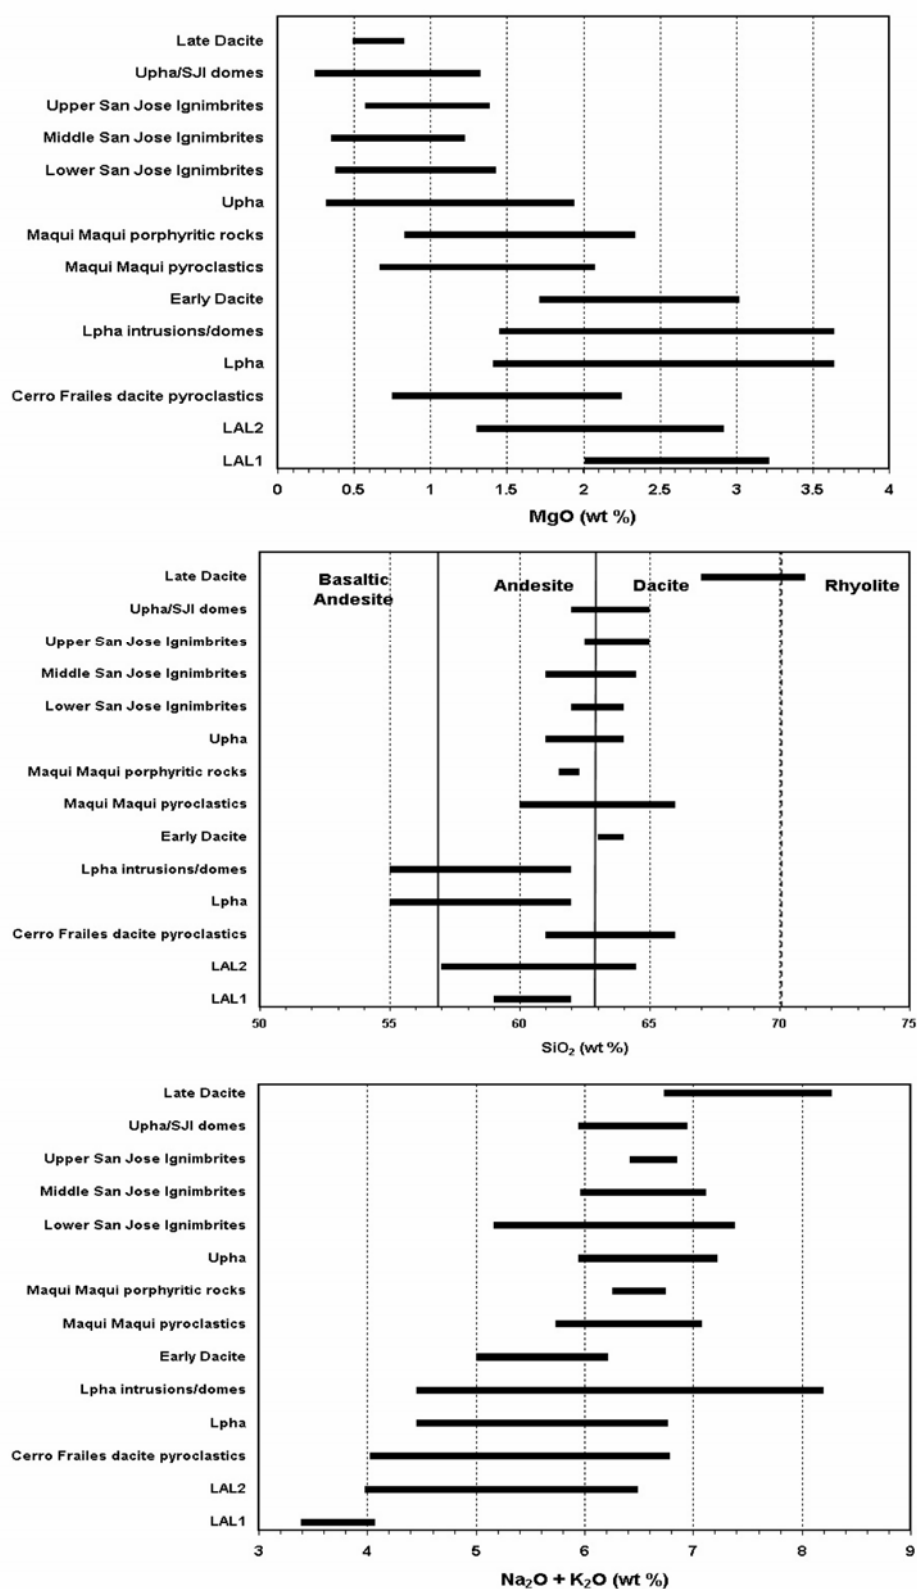 Late Dacite
Upha/SJI domes
Upper San Jose Ignimbrites
Middle San Jose Ignimbrites
Lower San Jose Ignimbrites
Upha
Maqui Maqui porphyritic rocks
Maqui Maqui pyroclastics
Early Dacite
Lpha intrusions/domes
Lpha
Cerro Frailes dacite pyroclastics
LAL2
LAL1
0 0.5 1 1.5 2 2.5 3 3.5 4
MgO (wt %)
Basaltic
Andesite
Andesite
Dacite
Rhyolite
Late Dacite
Upha/SJI domes
Upper San Jose Ignimbrites
Middle San Jose Ignimbrites
Lower San Jose Ignimbrites
Upha
Maqui Maqui porphyritic rocks
Maqui Maqui pyroclastics
Early Dacite
Lpha intrusions/domes
Lpha
Cerro Frailes dacite pyroclastics
LAL2
LAL1
50 55 60 65 70 75
SiO₂ (wt %)
Late Dacite
Upha/SJI domes
Upper San Jose Ignimbrites
Middle San Jose Ignimbrites
Lower San Jose Ignimbrites
Upha
Maqui Maqui porphyritic rocks
Maqui Maqui pyroclastics
Early Dacite
Lpha intrusions/domes
Lpha
Cerro Frailes dacite pyroclastics
LAL2
LAL1
3 4 5 6 7 8 9
Na₂O + K₂O (wt %)